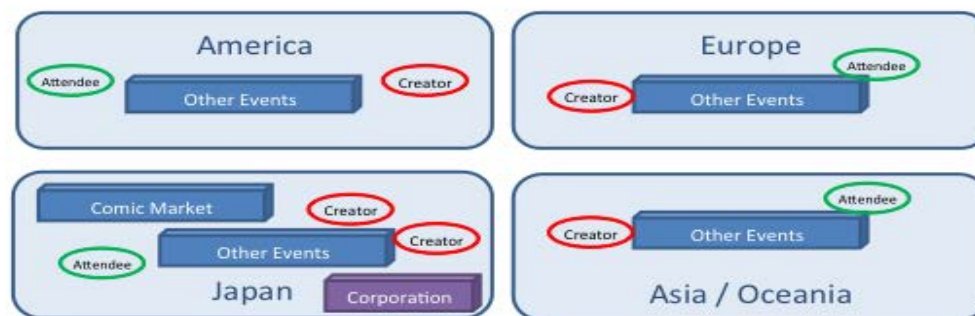 America
Attendee
Creator
Other Events
Europe
Attendee
Creator
Other Events
Comic Market
Creator
Creator
Other Events
Attendee
Japan
Corporation
Attendee
Creator
Other Events
Asia / Oceania